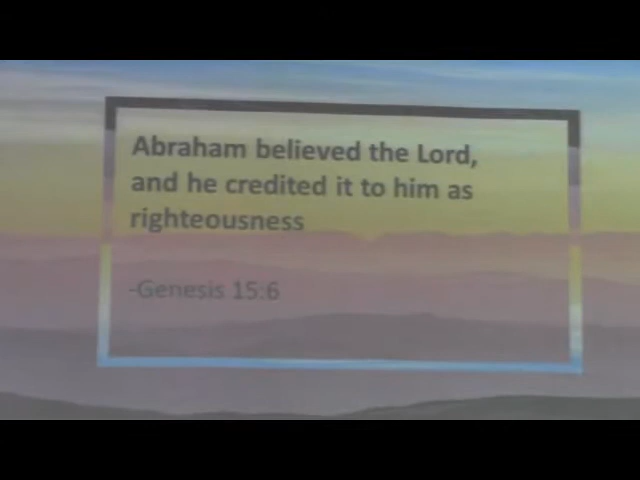 Abraham believed the Lord,
and he credited it to him as
righteousness
-Genesis 15:6